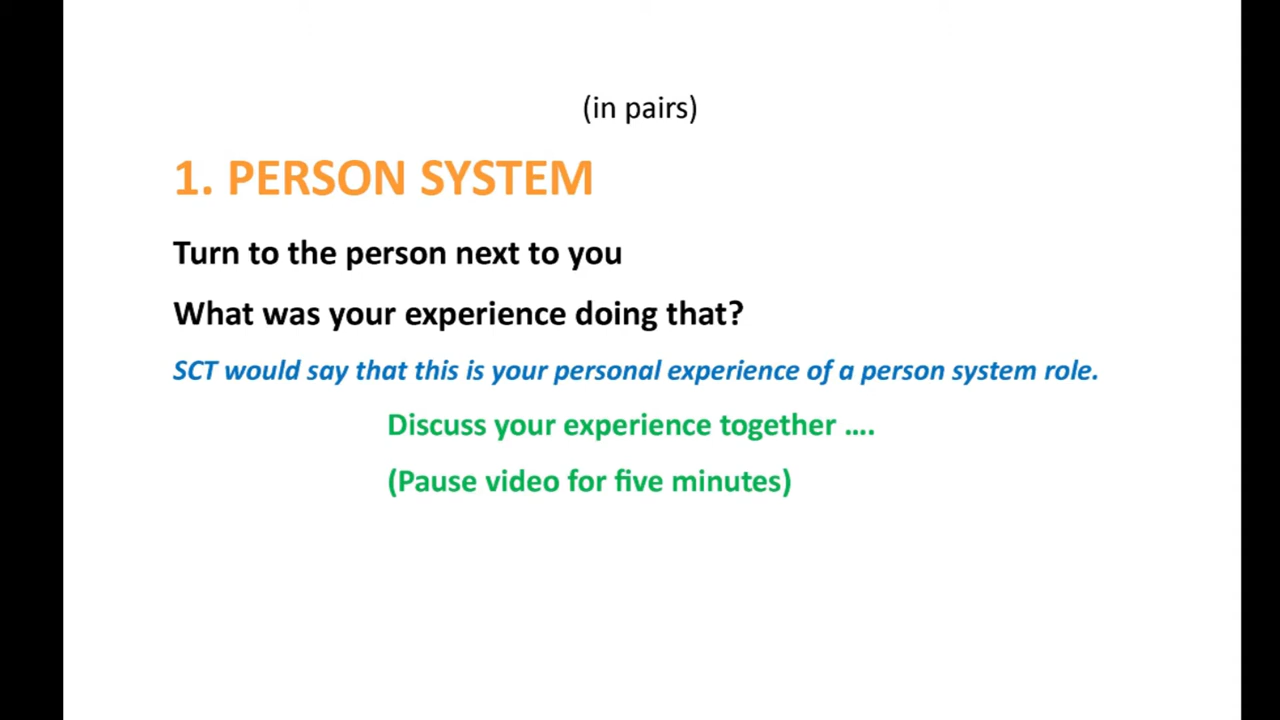 (in pairs)
1. PERSON SYSTEM
Turn to the person next to you
What was your experience doing that?
SCT would say that this is your personal experience of a person system role.
Discuss your experience together ….
(Pause video for five minutes)